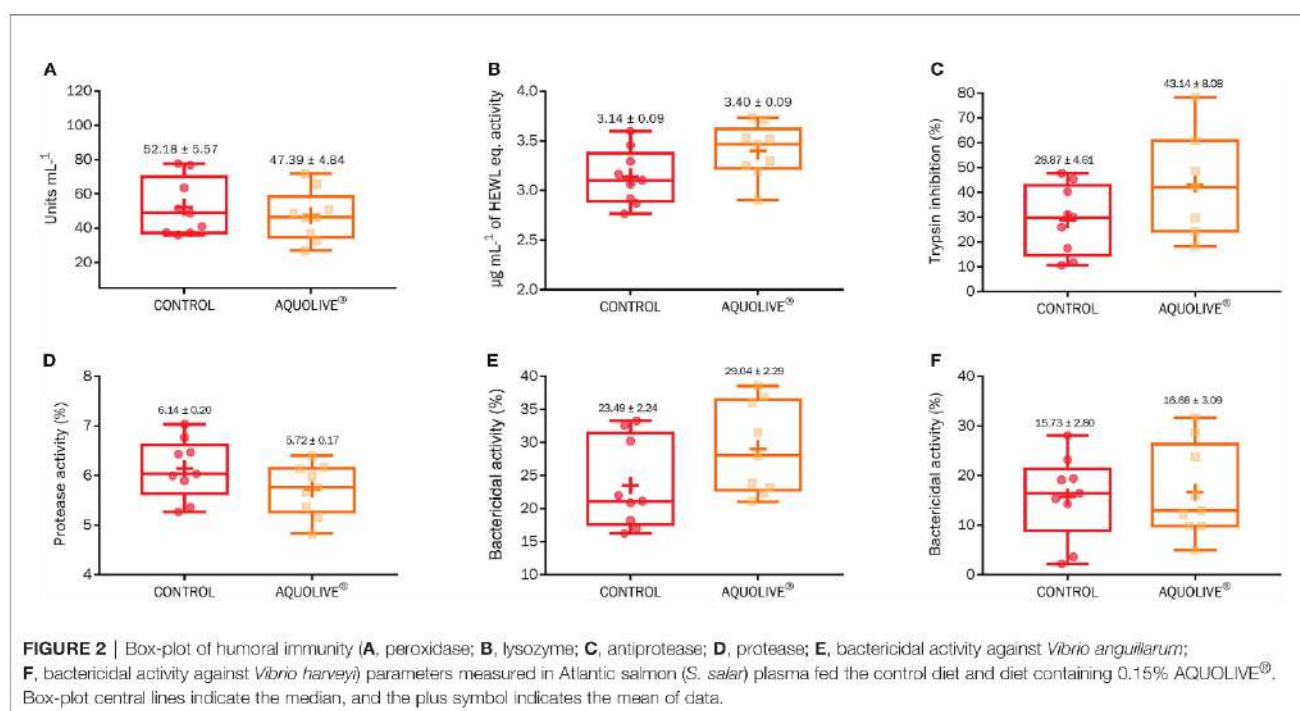 A
120
100
80
60
40
20
Units mL-1
52.18 ± 5.57
47.39 ± 4.84
CONTROL
AQUOLIVE®
B
4.0
3.5
3.0
2.5
2.0
µg mL-1 of HEWL eq. activity
3.14 ± 0.09
3.40 ± 0.09
CONTROL
AQUOLIVE®
C
80
70
60
50
40
30
20
10
0
Trypsin inhibition (%)
28.87 ± 4.61
43.14 ± 8.08
CONTROL
AQUOLIVE®
D
8
7
6
5
4
Protease activity (%)
6.14 ± 0.20
5.72 ± 0.17
CONTROL
AQUOLIVE®
E
40
35
30
25
20
15
10
Bactericidal activity (%)
23.49 ± 2.24
29.04 ± 2.29
CONTROL
AQUOLIVE®
F
40
30
20
10
0
Bactericidal activity (%)
15.73 ± 2.80
16.68 ± 3.09
CONTROL
AQUOLIVE®
FIGURE 2 | Box-plot of humoral immunity (A, peroxidase; B, lysozyme; C, antiprotease; D, protease; E, bactericidal activity against Vibrio anguillarum;
F, bactericidal activity against Vibrio harveyi) parameters measured in Atlantic salmon (S. salar) plasma fed the control diet and diet containing 0.15% AQUOLIVE®.
Box-plot central lines indicate the median, and the plus symbol indicates the mean of data.